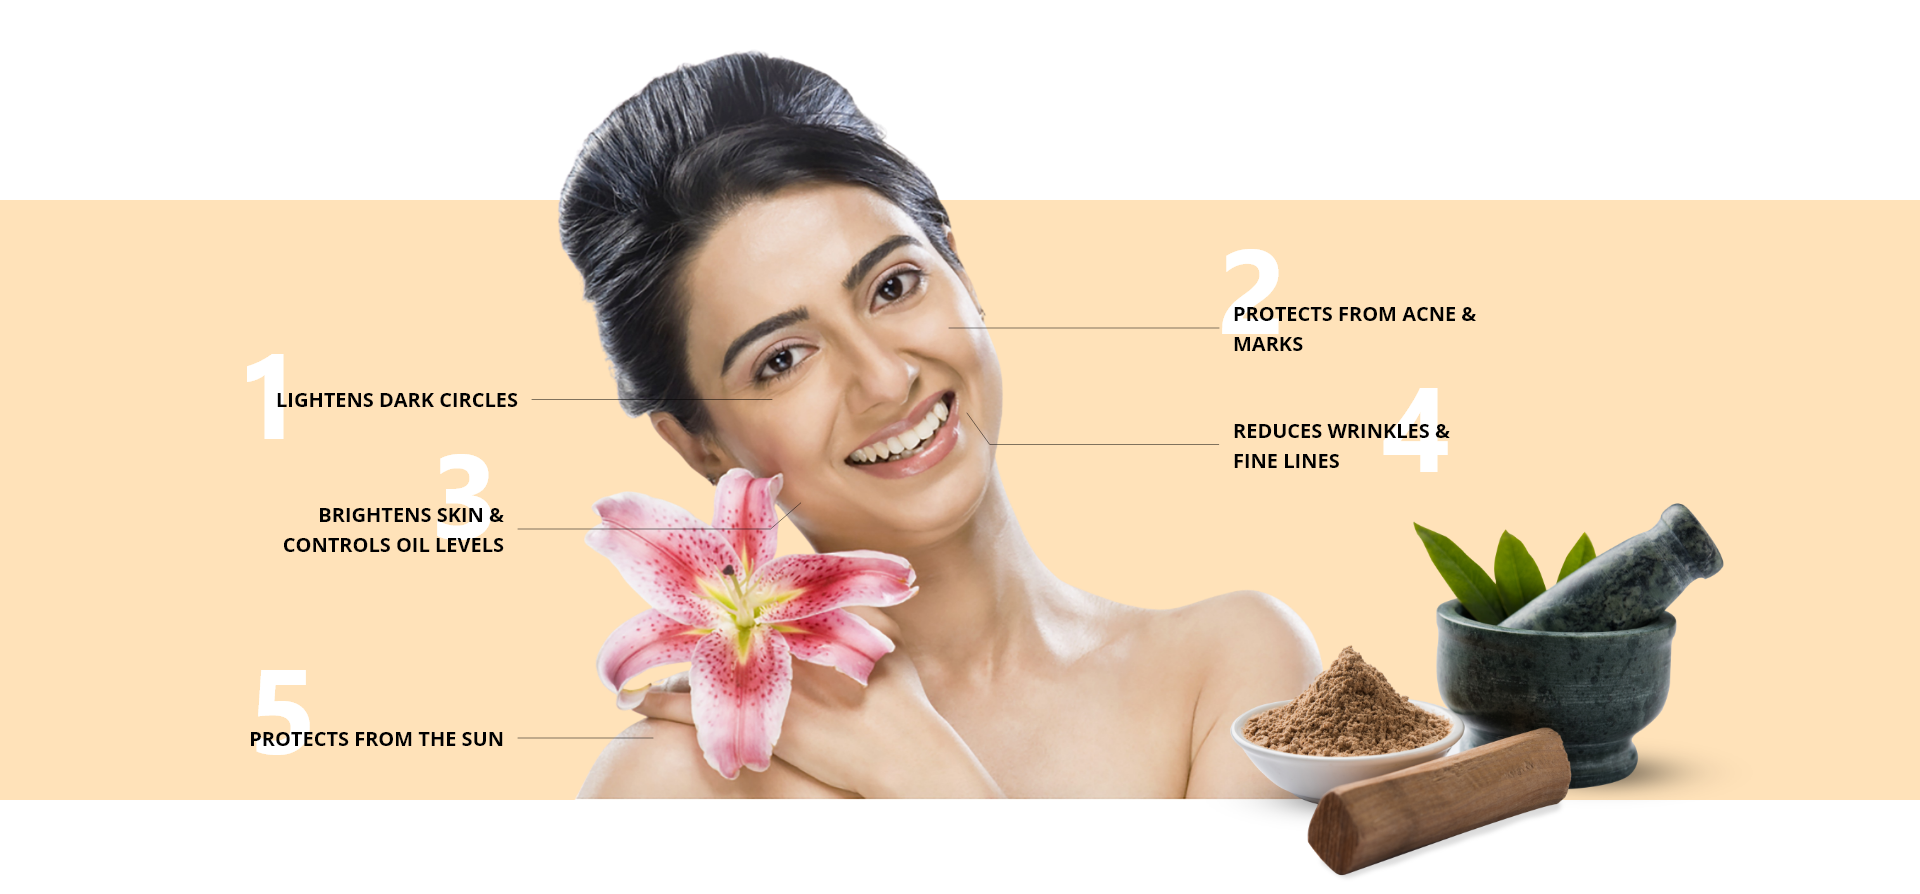 1
LIGHTENS DARK CIRCLES
2
PROTECTS FROM ACNE &
MARKS
3
BRIGHTENS SKIN &
CONTROLS OIL LEVELS
4
REDUCES WRINKLES &
FINE LINES
5
PROTECTS FROM THE SUN